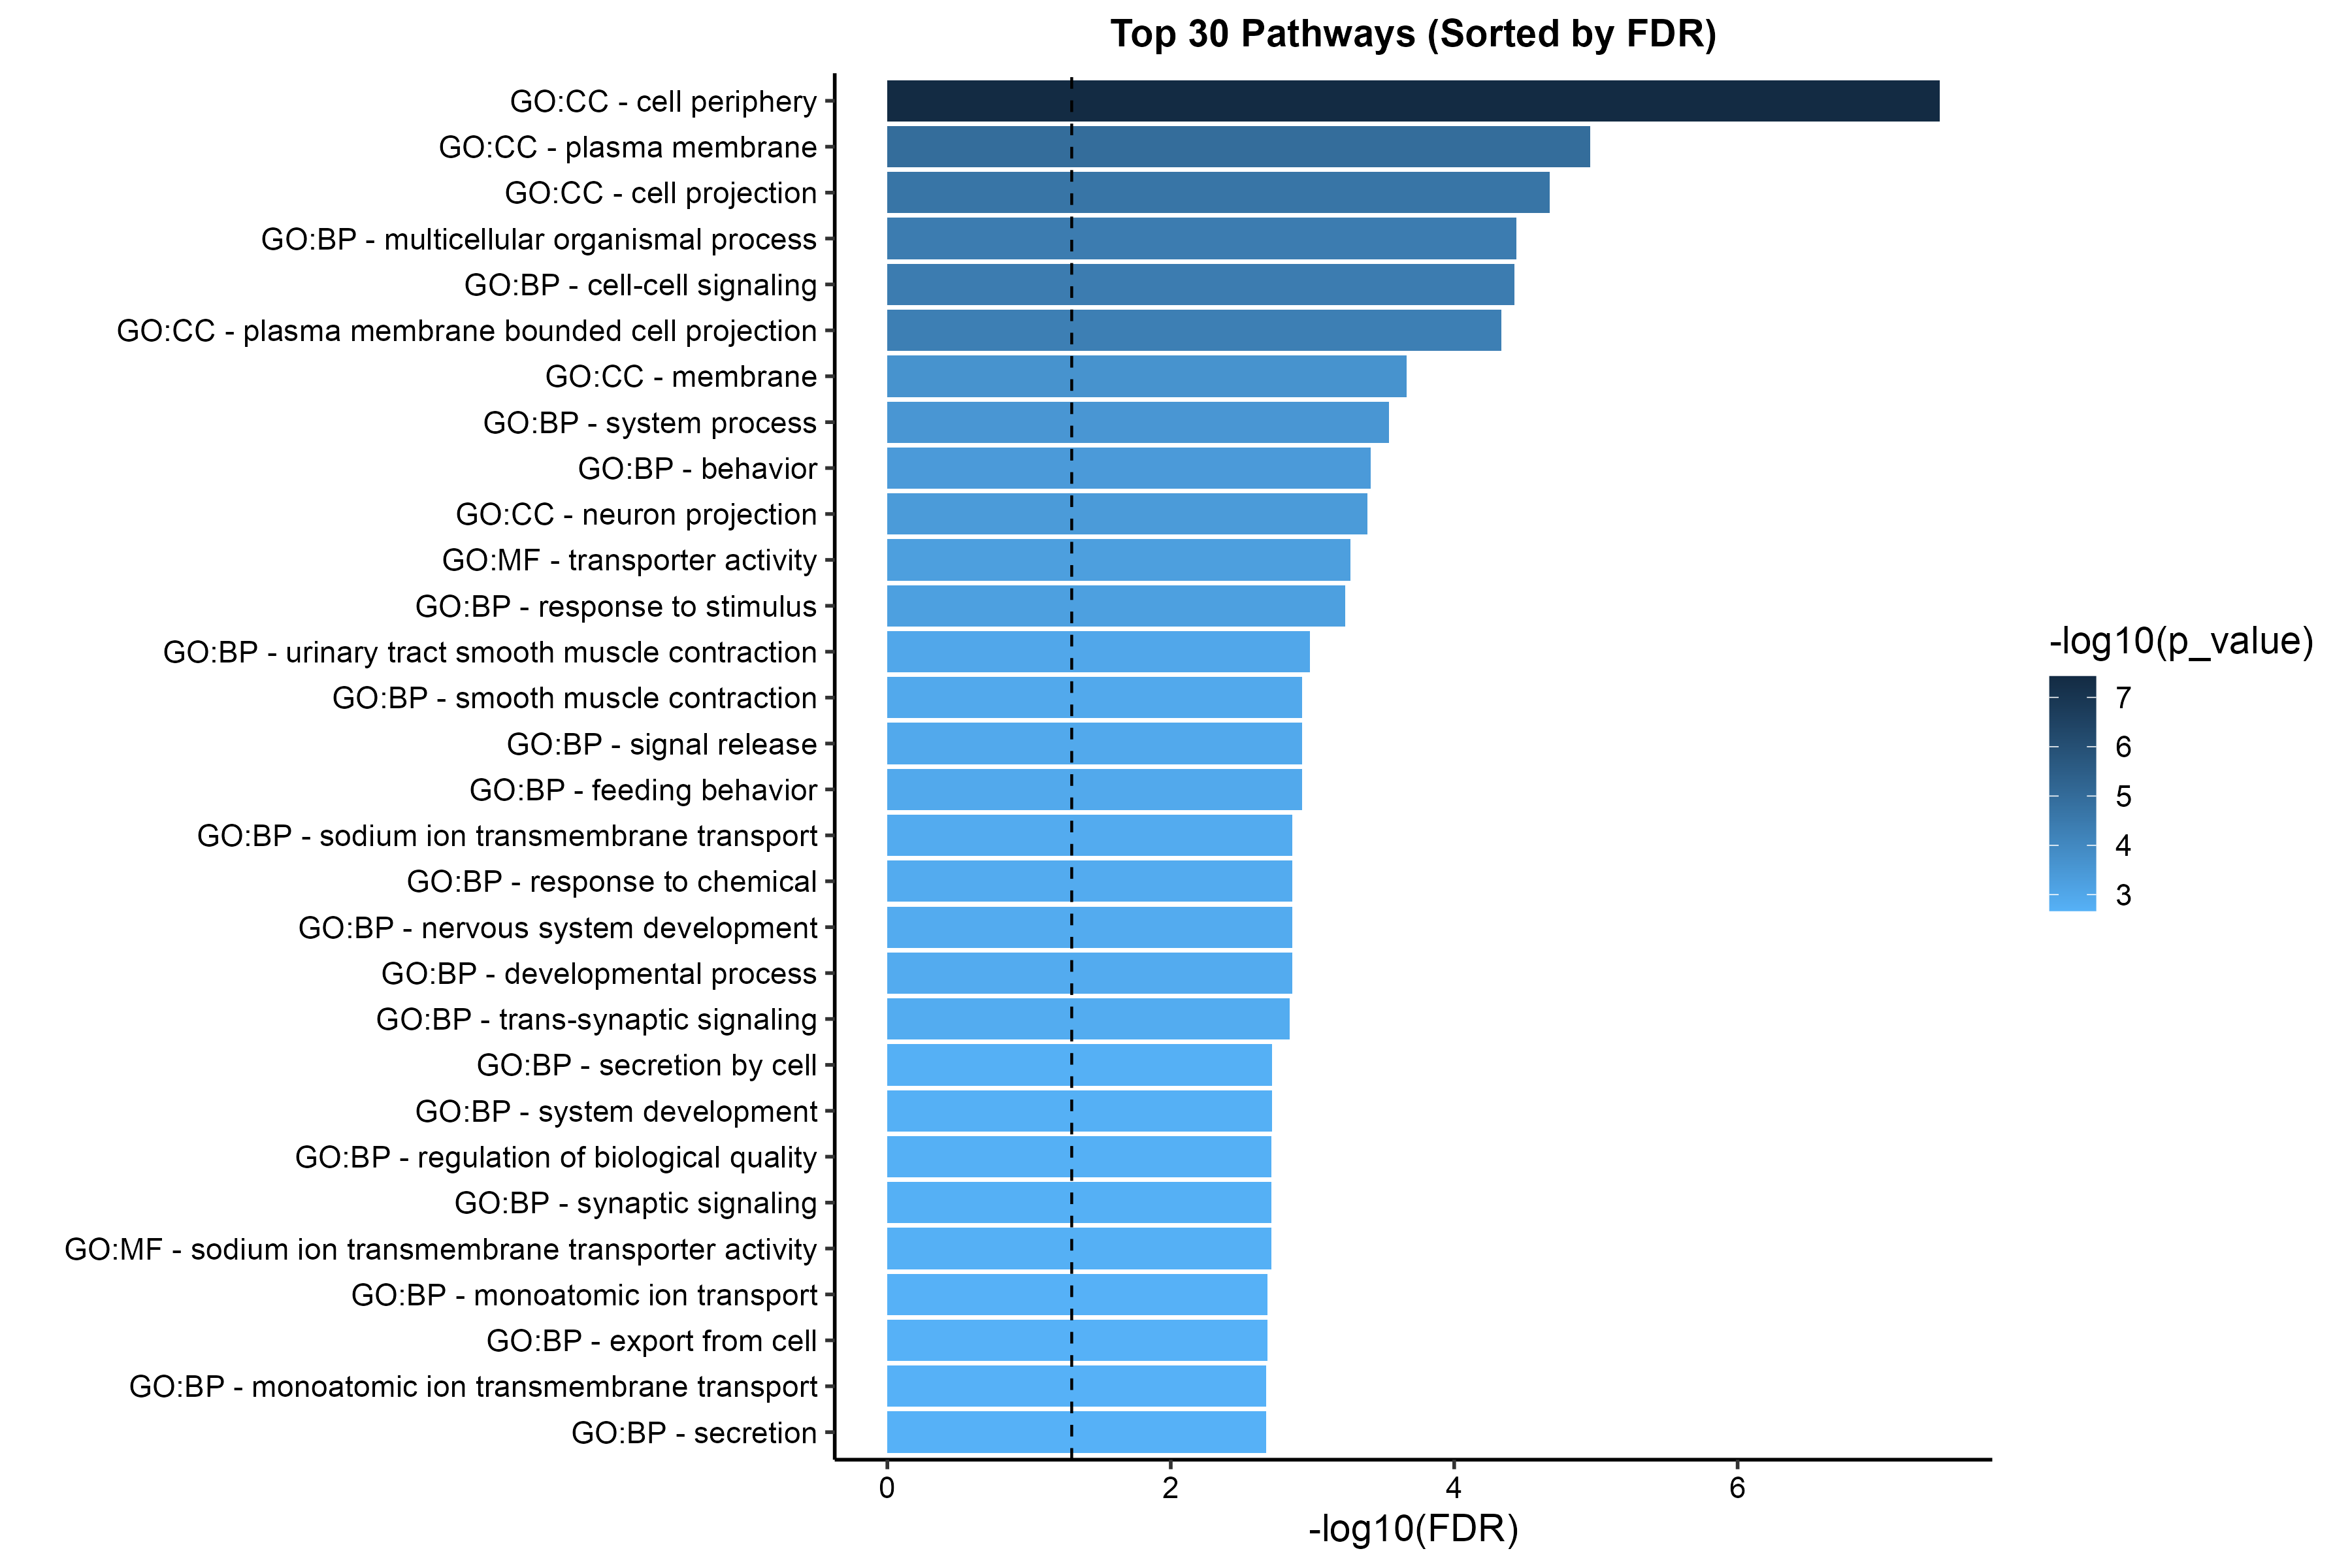 Top 30 Pathways (Sorted by FDR)
GO:CC - cell periphery
GO:CC - plasma membrane
GO:CC - cell projection
GO:BP - multicellular organismal process
GO:BP - cell-cell signaling
GO:CC - plasma membrane bounded cell projection
GO:CC - membrane
GO:BP - system process
GO:BP - behavior
GO:CC - neuron projection
GO:MF - transporter activity
GO:BP - response to stimulus
GO:BP - urinary tract smooth muscle contraction
GO:BP - smooth muscle contraction
GO:BP - signal release
GO:BP - feeding behavior
GO:BP - sodium ion transmembrane transport
GO:BP - response to chemical
GO:BP - nervous system development
GO:BP - developmental process
GO:BP - trans-synaptic signaling
GO:BP - secretion by cell
GO:BP - system development
GO:BP - regulation of biological quality
GO:BP - synaptic signaling
GO:MF - sodium ion transmembrane transporter activity
GO:BP - monoatomic ion transport
GO:BP - export from cell
GO:BP - monoatomic ion transmembrane transport
GO:BP - secretion
0 2 4 6
-log10(FDR)
-log10(p_value)
7
6
5
4
3